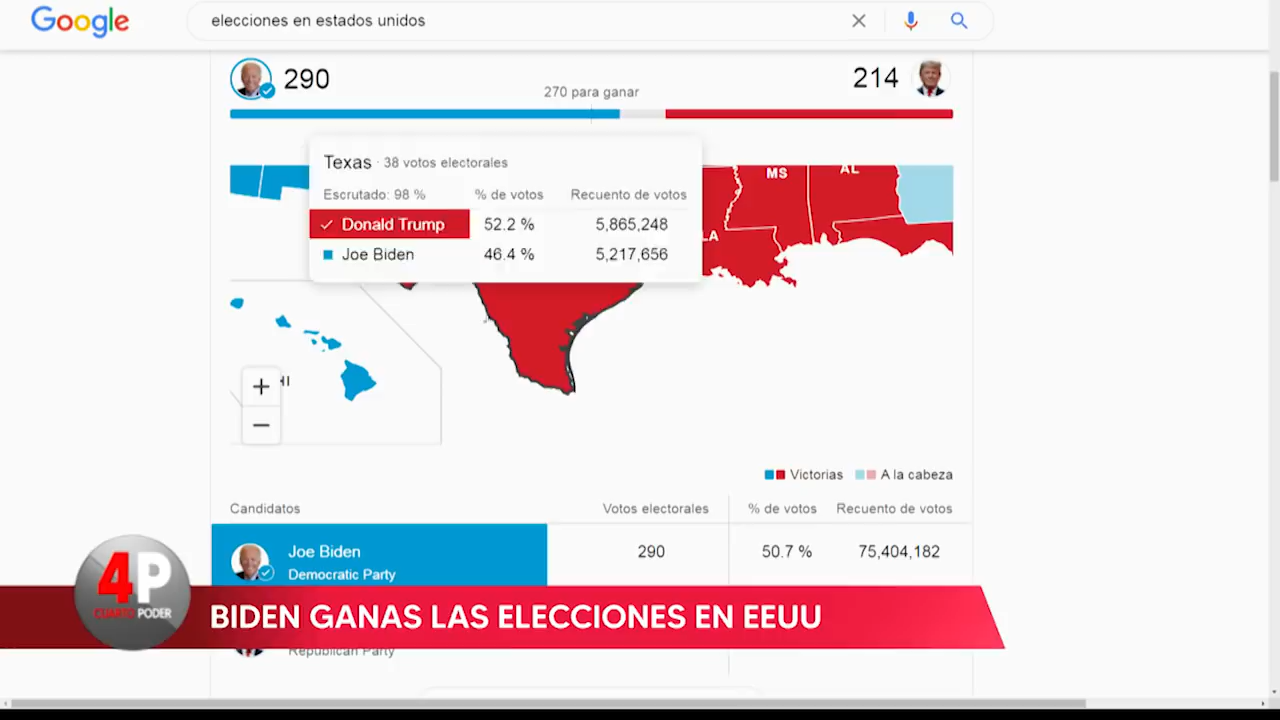 Google
elecciones en estados unidos
290
270 para ganar
214
Texas · 38 votos electorales
Escrutado: 98 % % de votos Recuento de votos
Donald Trump 52.2 % 5,865,248
Joe Biden 46.4 % 5,217,656
MS
AL
LA
HI
+
−
Victorias A la cabeza
Candidatos Votos electorales % de votos Recuento de votos
Joe Biden 290 50.7 % 75,404,182
Democratic Party
4P
CUARTO PODER
BIDEN GANAS LAS ELECCIONES EN EEUU
Republican Party